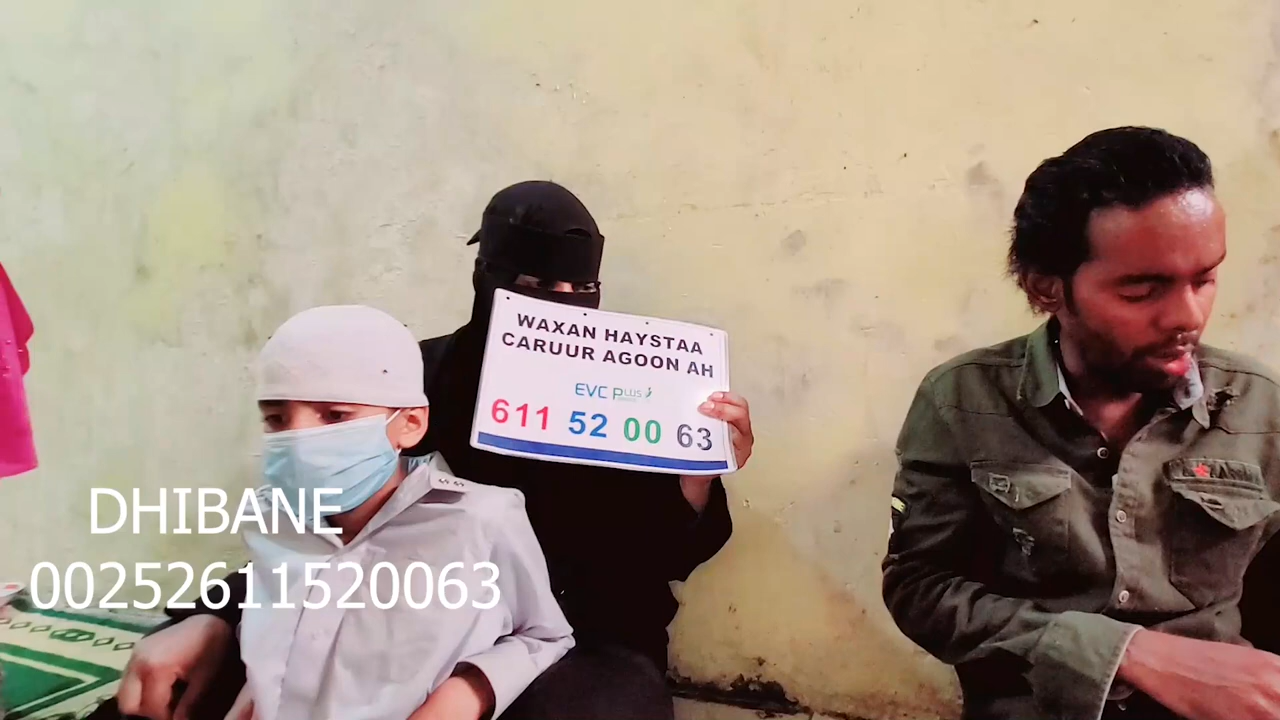 WAXAN HAYSTAA
CARUUR AGOON AH
EVC PLUS
611 52 00 63
DHIBANE
00252611520063